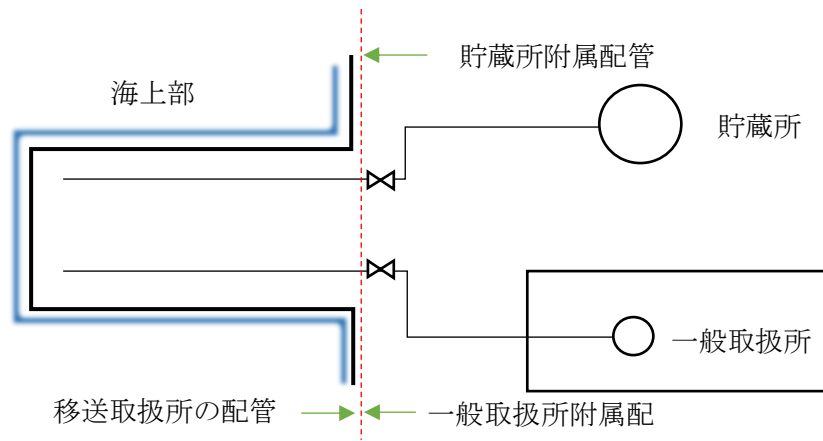 貯蔵所附属配管
海上部
貯蔵所
一般取扱所
移送取扱所の配管
一般取扱所附属配